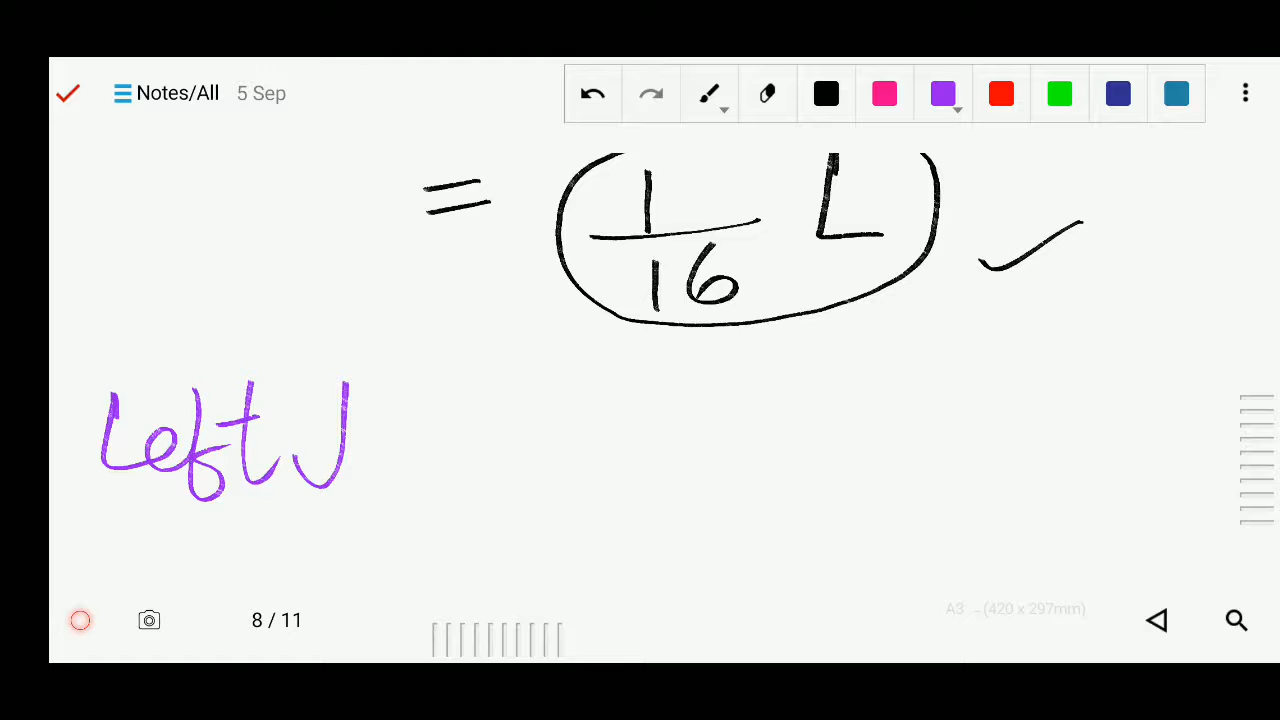 Notes/All 5 Sep
= 1/16 L
Left J
8 / 11
A3 - (420 x 297mm)